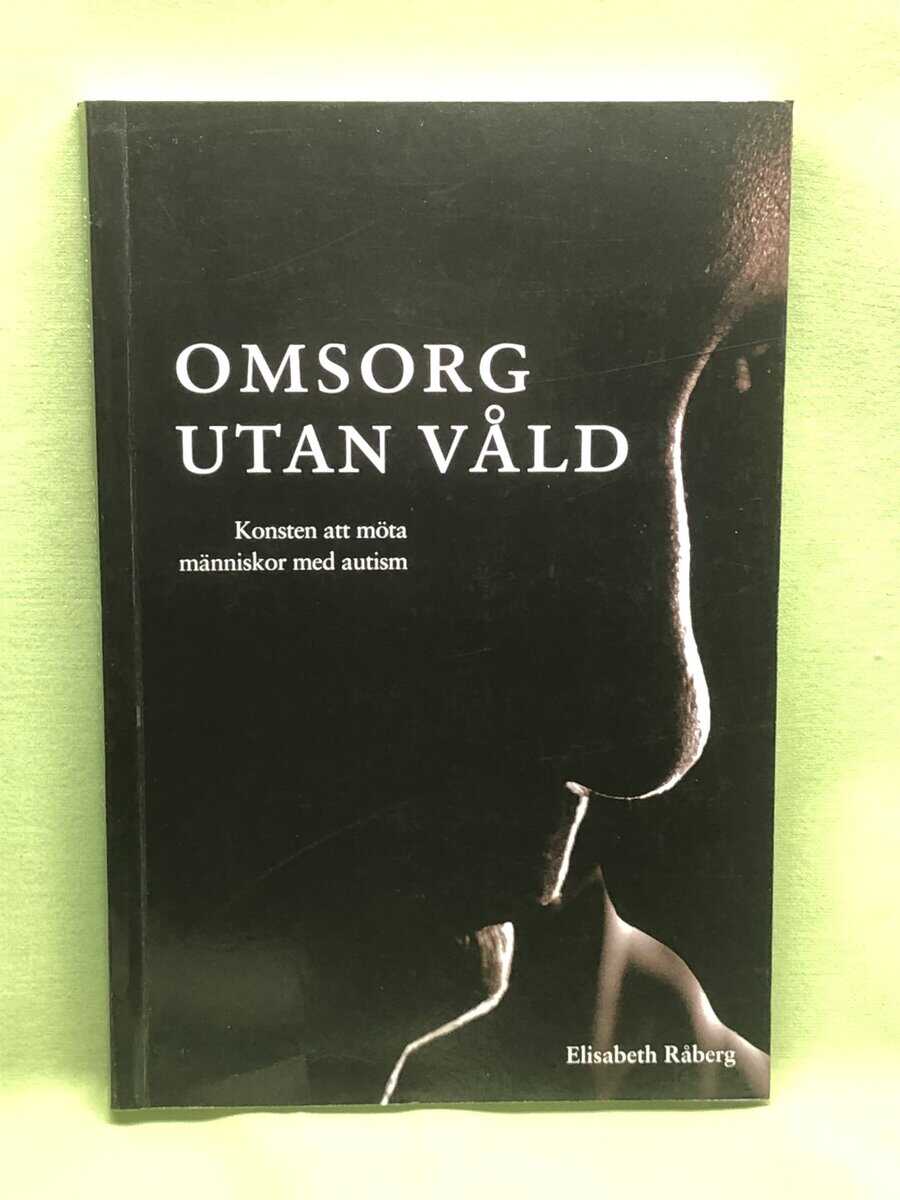 OMSORG
UTAN VÅLD
Konsten att möta
människor med autism
Elisabeth Råberg